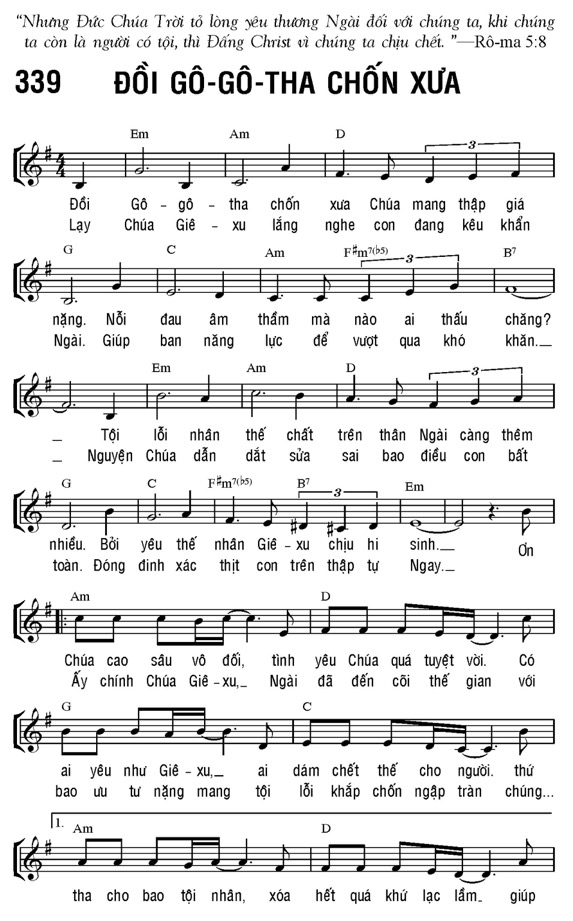 “Nhưng Đức Chúa Trời tỏ lòng yêu thương Ngài đối với chúng ta, khi chúng
ta còn là người có tội, thì Đấng Christ vì chúng ta chịu chết. ”—Rô-ma 5:8
339 ĐỒI GÔ-GÔ-THA CHỐN XƯA
Em Am D
3
Đồi Gô-gô-tha chốn xưa Chúa mang thập giá
Lạy Chúa Giê-xu lắng nghe con đang kêu khẩn
G C Am F#m7(b5) B7
3
nặng. Nỗi đau âm thầm mà nào ai thấu chăng?
Ngài. Giúp ban năng lực để vượt qua khó khăn.
Em Am D
3
Tội lỗi nhân thế chất trên thân Ngài càng thêm
Nguyện Chúa dẫn dắt sửa sai bao điều con bất
G C F#m7(b5) B7 Em
3
nhiều. Bởi yêu thế nhân Giê-xu chịu hi sinh. Ơn
toàn. Đóng đinh xác thịt con trên thập tự Ngay.
Am D
Chúa cao sâu vô đối, tình yêu Chúa quá tuyệt vời. Có
Ấy chính Chúa Giê-xu, Ngài đã đến cõi thế gian với
G C
ai yêu như Giê-xu, ai dám chết thế cho người. thứ
bao ưu tư nặng mang tội lỗi khắp chốn ngập tràn chúng...
1.
Am D
tha cho bao tội nhân, xóa hết quá khứ lạc lầm giúp